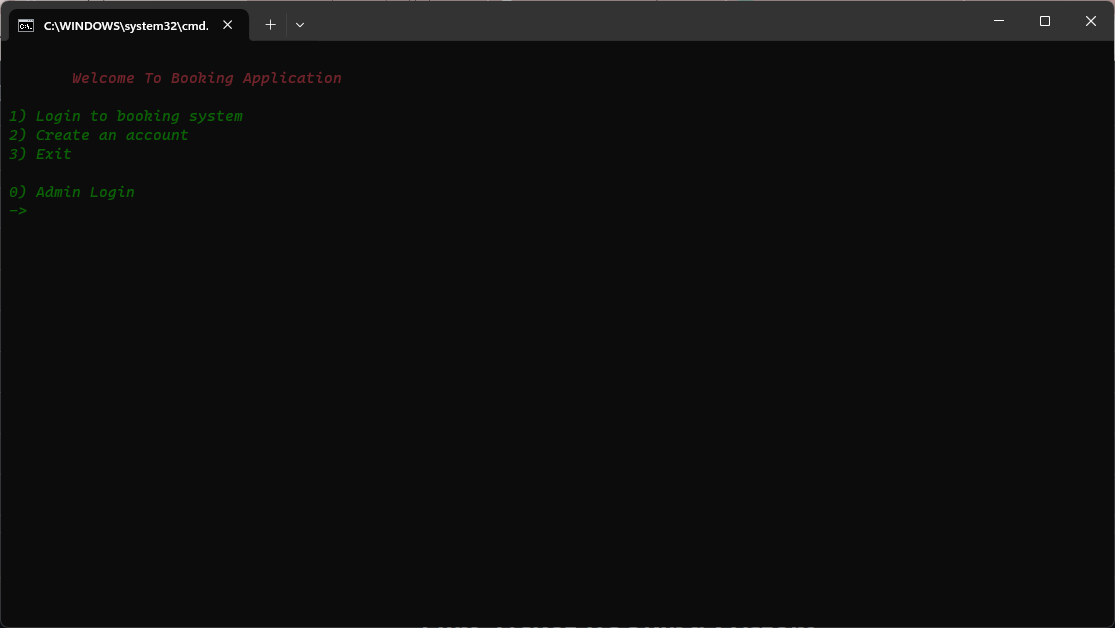 C:\WINDOWS\system32\cmd.
Welcome To Booking Application
1) Login to booking system
2) Create an account
3) Exit
0) Admin Login
->